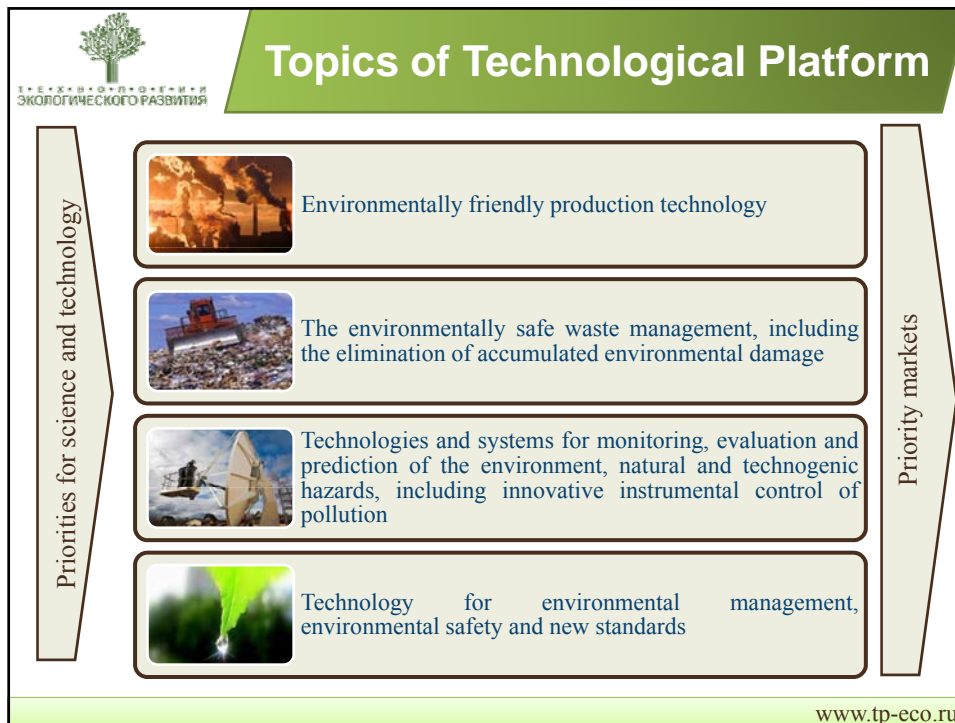 Т•Е•Х•Н•О•Л•О•Г•И•И
ЭКОЛОГИЧЕСКОГО РАЗВИТИЯ
Topics of Technological Platform
Priorities for science and technology
Environmentally friendly production technology
The environmentally safe waste management, including
the elimination of accumulated environmental damage
Technologies and systems for monitoring, evaluation and
prediction of the environment, natural and technogenic
hazards, including innovative instrumental control of
pollution
Technology for environmental management,
environmental safety and new standards
Priority markets
www.tp-eco.ru